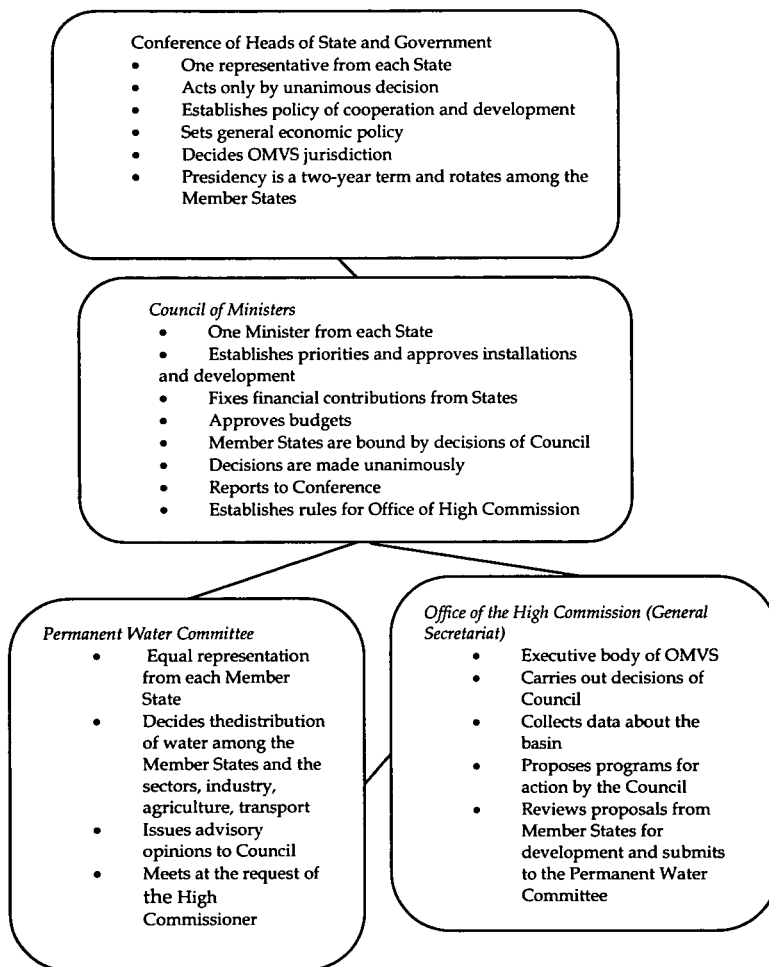 Conference of Heads of State and Government
• One representative from each State
• Acts only by unanimous decision
• Establishes policy of cooperation and development
• Sets general economic policy
• Decides OMVS jurisdiction
• Presidency is a two-year term and rotates among the
Member States
Council of Ministers
• One Minister from each State
• Establishes priorities and approves installations
and development
• Fixes financial contributions from States
• Approves budgets
• Member States are bound by decisions of Council
• Decisions are made unanimously
• Reports to Conference
• Establishes rules for Office of High Commission
Permanent Water Committee
• Equal representation
from each Member
State
• Decides thedistribution
of water among the
Member States and the
sectors, industry,
agriculture, transport
• Issues advisory
opinions to Council
• Meets at the request of
the High
Commissioner
Office of the High Commission (General
Secretariat)
• Executive body of OMVS
• Carries out decisions of
Council
• Collects data about the
basin
• Proposes programs for
action by the Council
• Reviews proposals from
Member States for
development and submits
to the Permanent Water
Committee